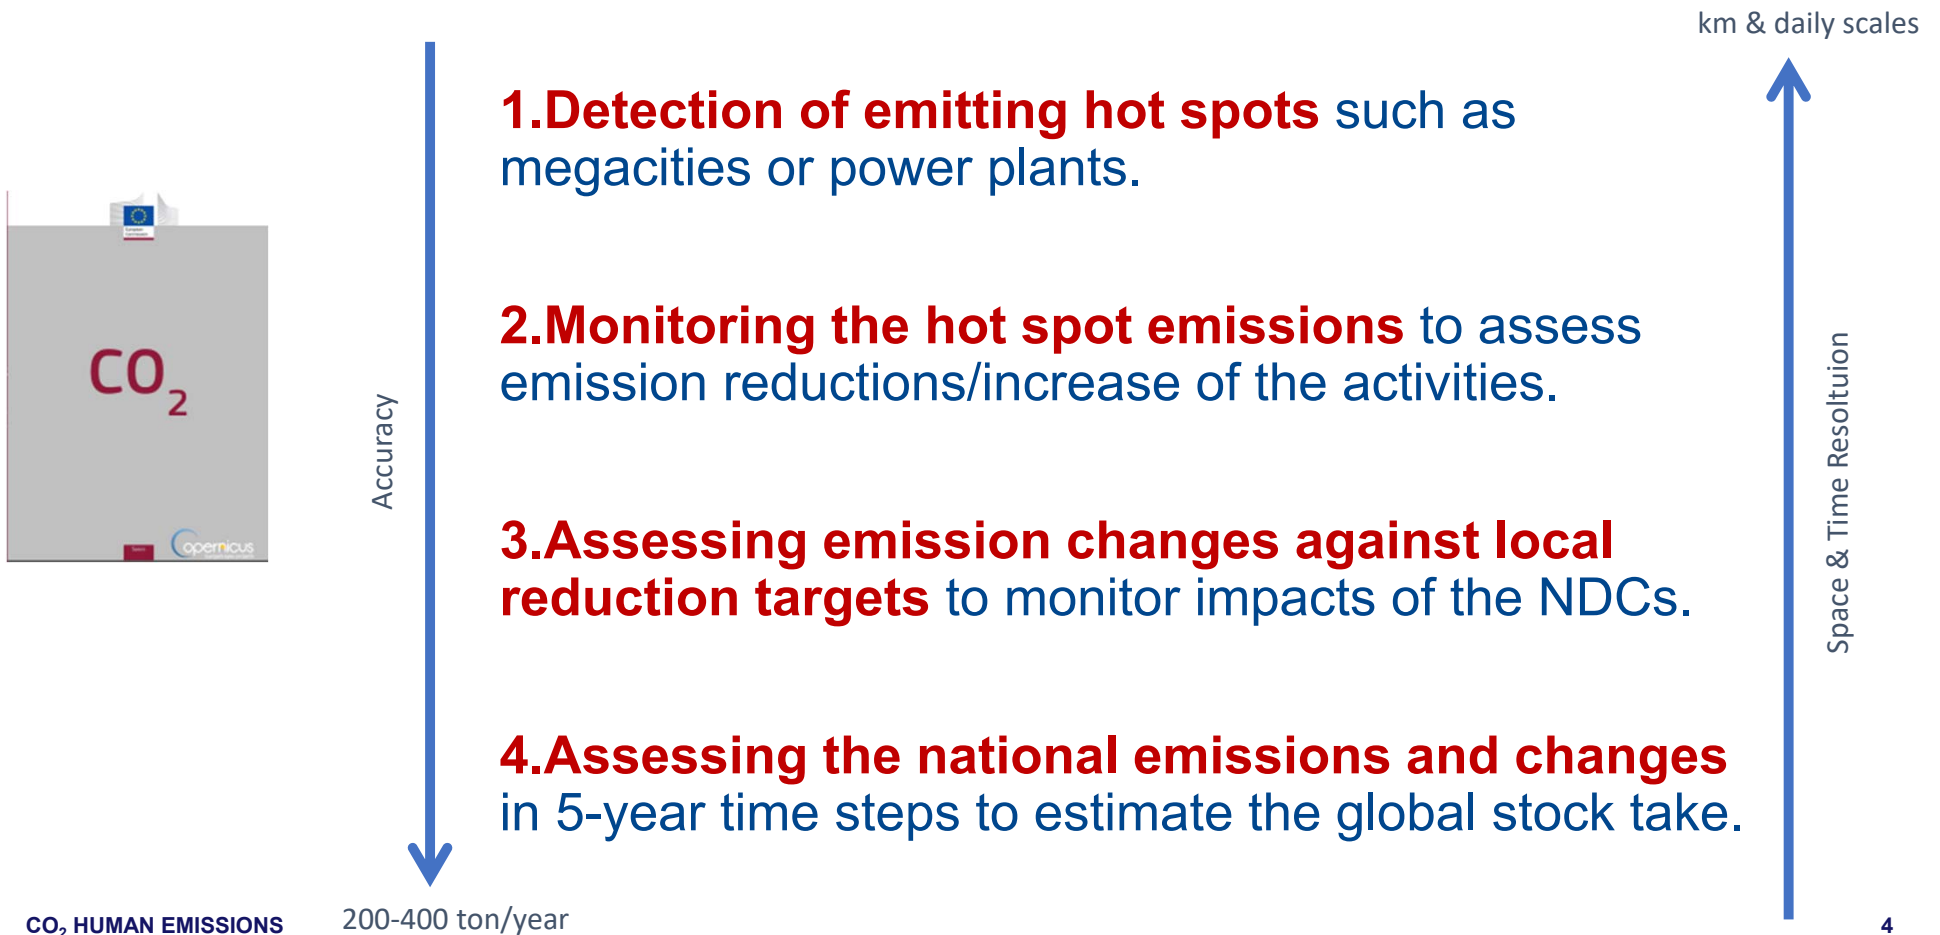 km & daily scales
1.Detection of emitting hot spots such as
megacities or power plants.
2.Monitoring the hot spot emissions to assess
emission reductions/increase of the activities.
3.Assessing emission changes against local
reduction targets to monitor impacts of the NDCs.
4.Assessing the national emissions and changes
in 5-year time steps to estimate the global stock take.
CO₂
opernicus
Accuracy
Space & Time Resoltuion
200-400 ton/year
CO₂ HUMAN EMISSIONS
4